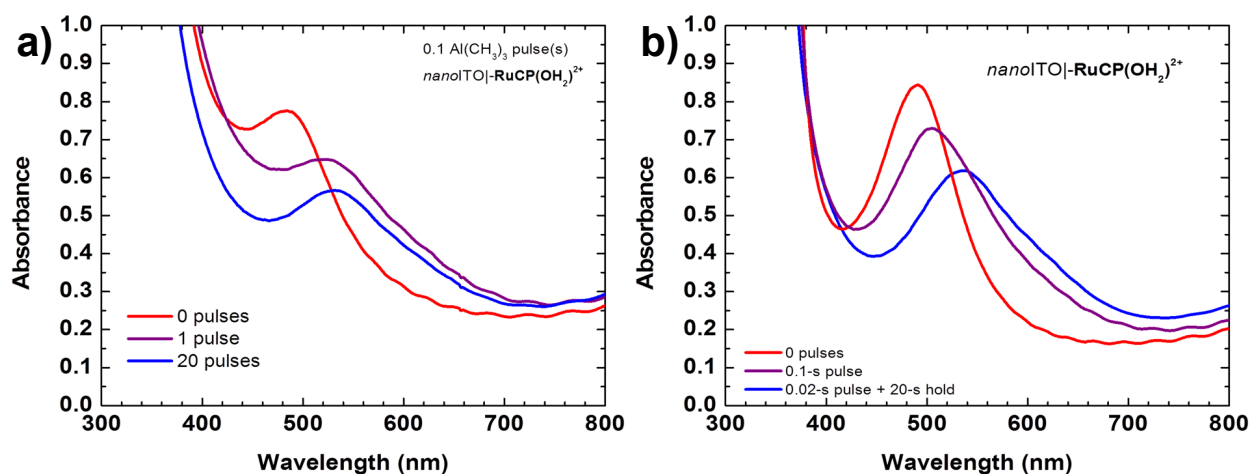 a)
0.1 Al(CH₃)₃ pulse(s)
nanoITO|-RuCP(OH₂)²⁺
Absorbance
1.0
0.9
0.8
0.7
0.6
0.5
0.4
0.3
0.2
0.1
0.0
0 pulses
1 pulse
20 pulses
300 400 500 600 700 800
Wavelength (nm)
b)
nanoITO|-RuCP(OH₂)²⁺
Absorbance
1.0
0.9
0.8
0.7
0.6
0.5
0.4
0.3
0.2
0.1
0.0
0 pulses
0.1-s pulse
0.02-s pulse + 20-s hold
300 400 500 600 700 800
Wavelength (nm)